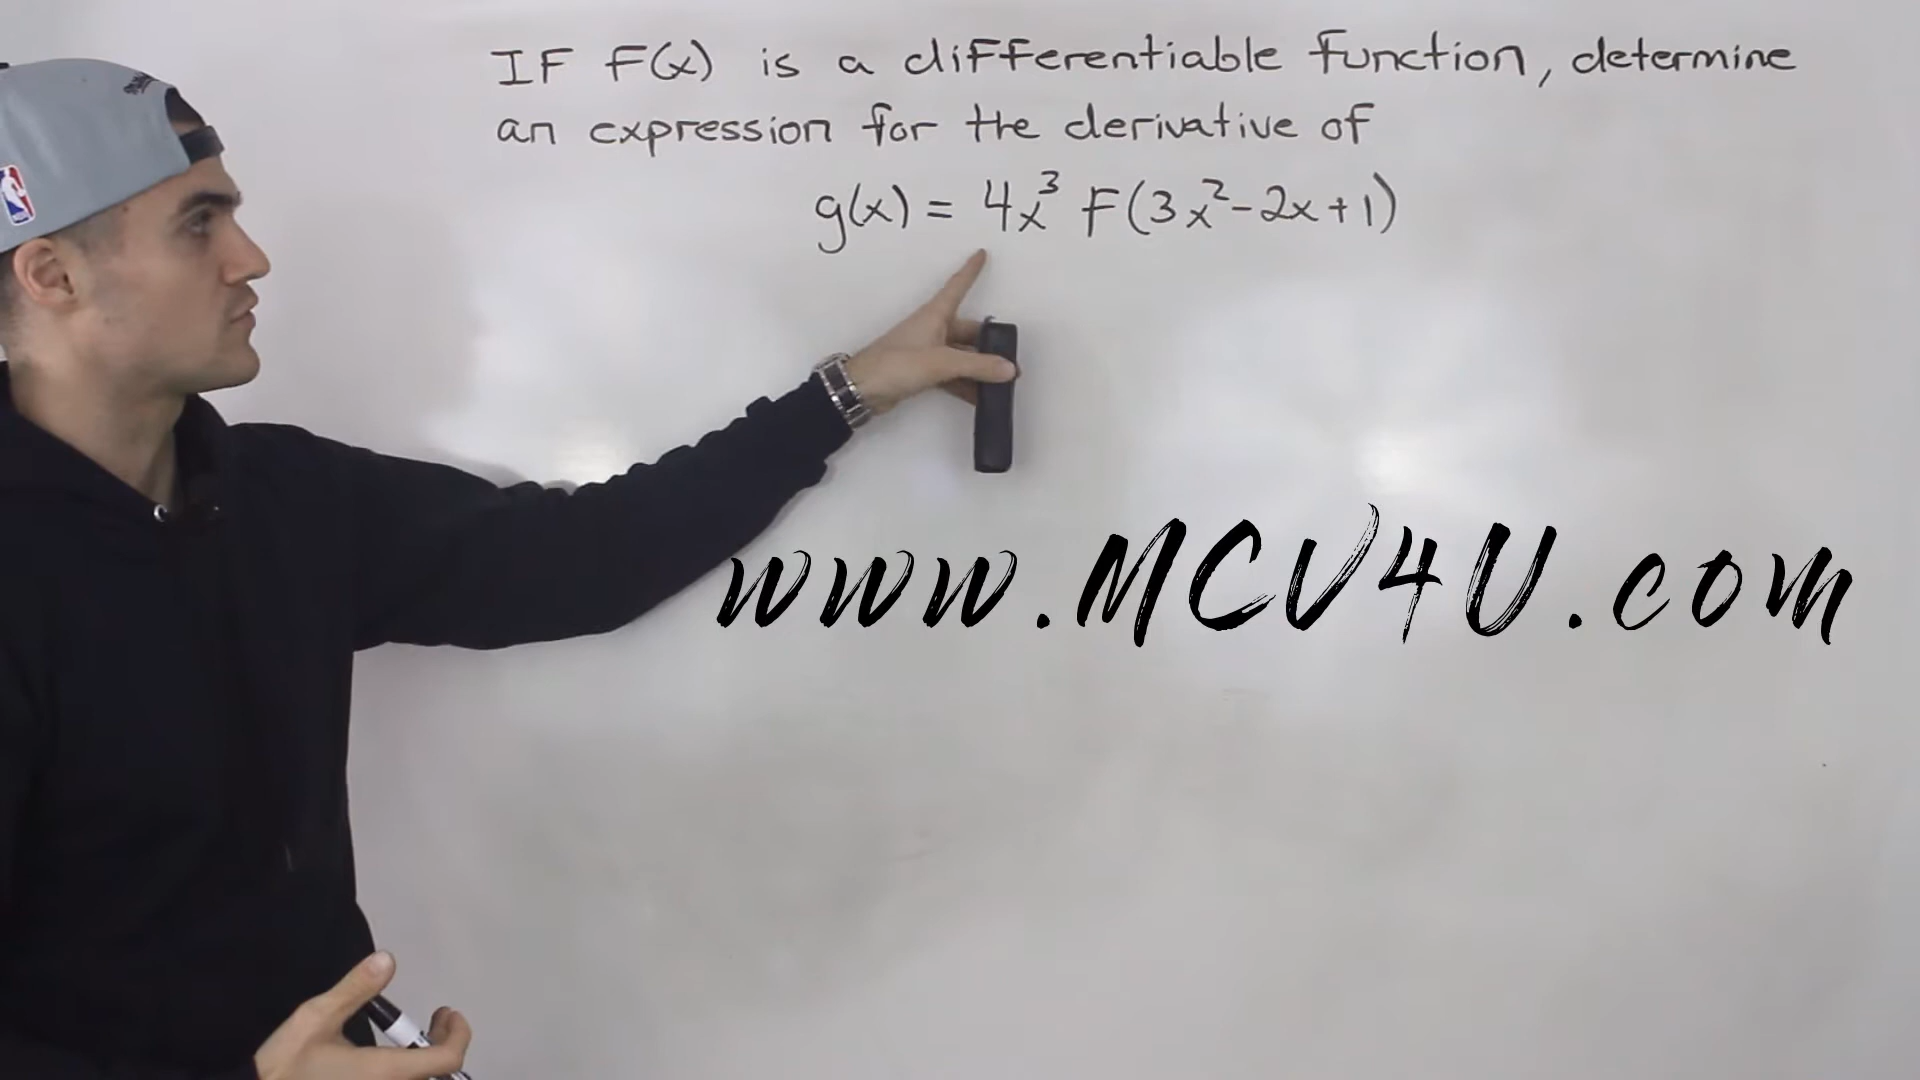 IF F(x) is a differentiable function, determine
an expression for the derivative of
g(x) = 4x³ F(3x²-2x+1)
www.MCV4U.com